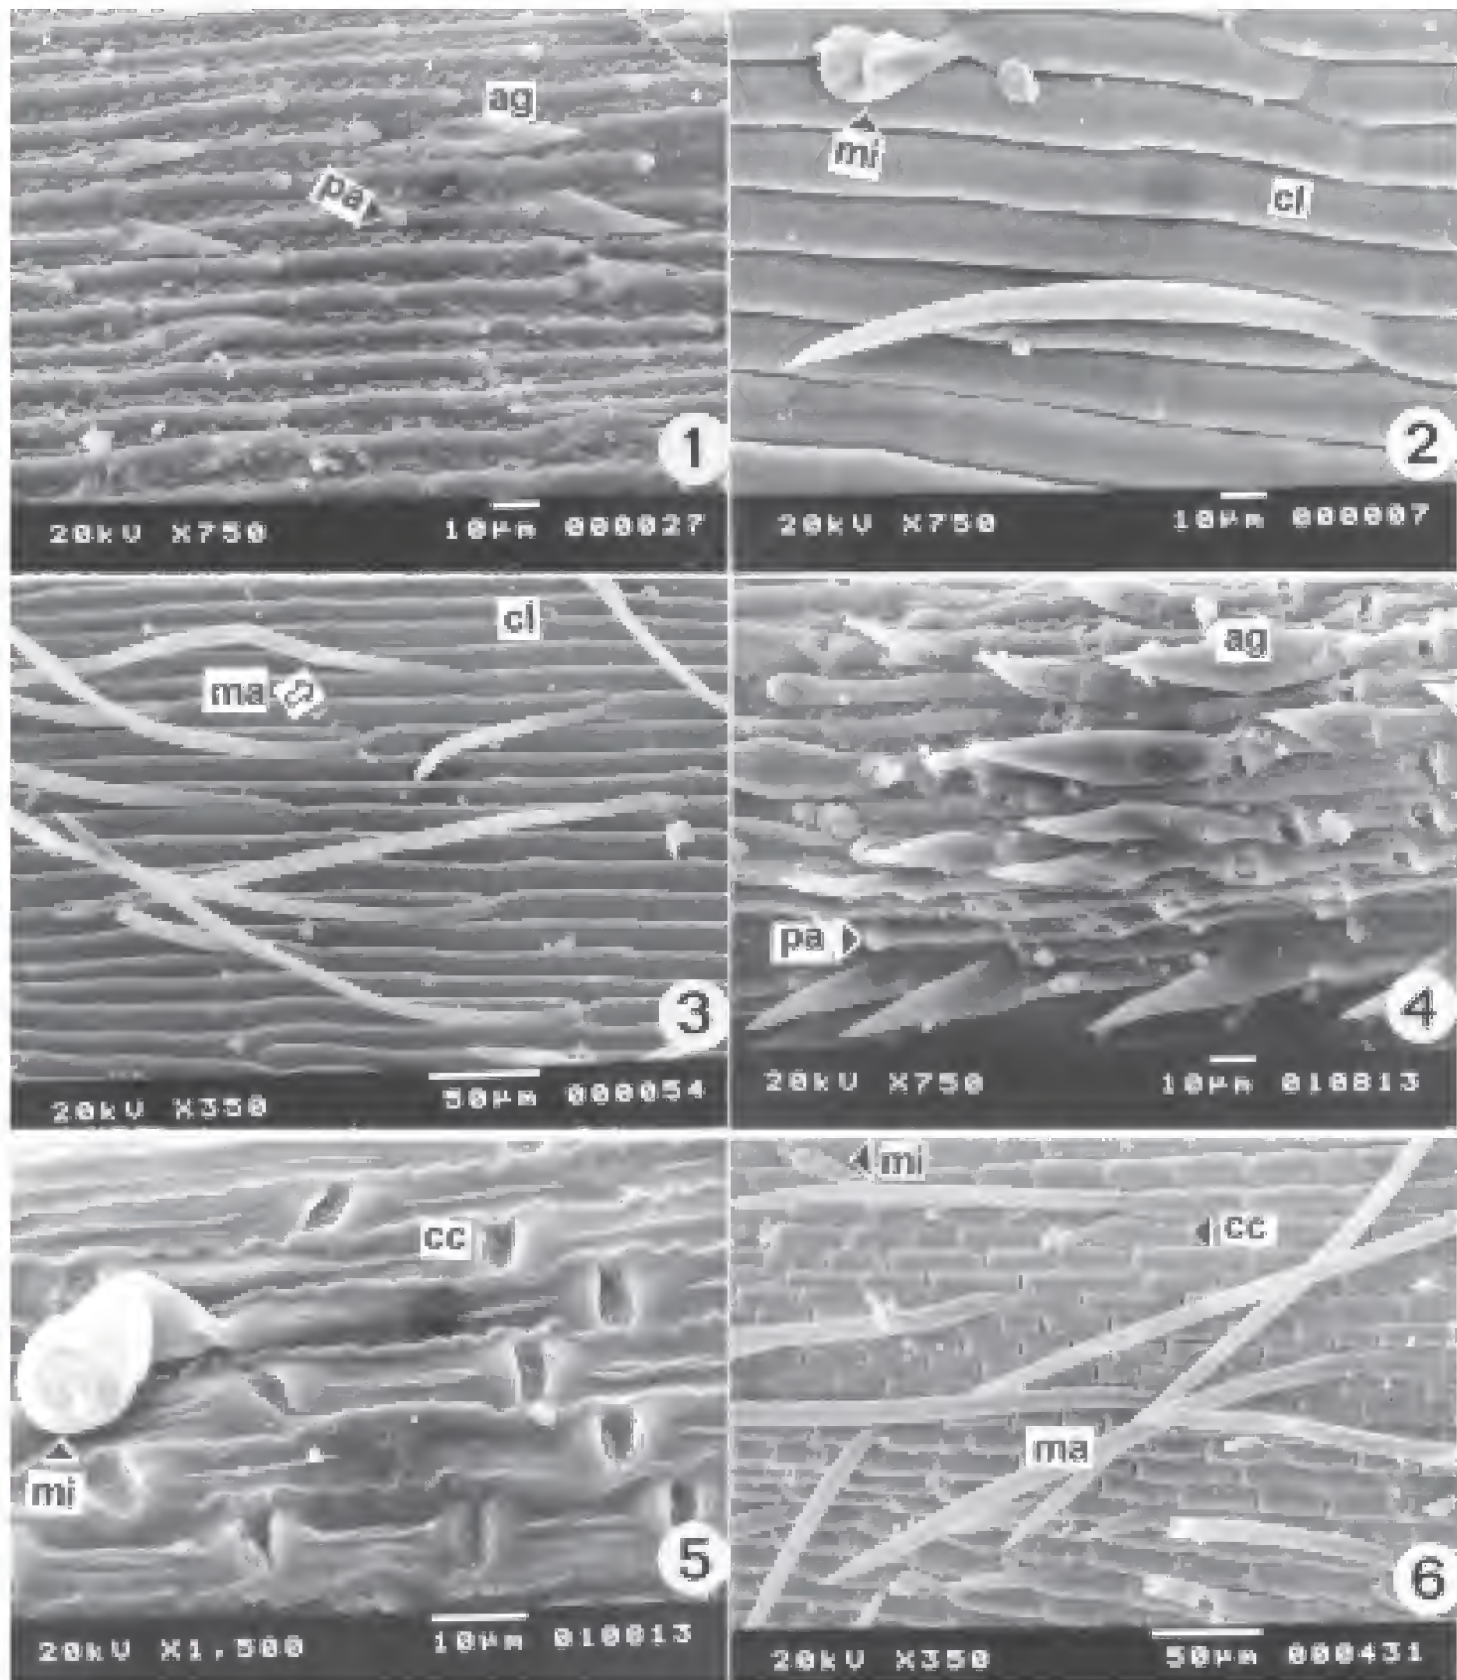 ag
pa
1
20kV X750 10μm 000027
mi
cl
2
20kV X750 10μm 000007
cl
ma
3
20kV X350 50μm 000054
ag
pa
4
20kV X750 10μm 010813
cc
mi
5
20kV X1,500 10μm 010813
mi
cc
ma
6
20kV X350 50μm 000431